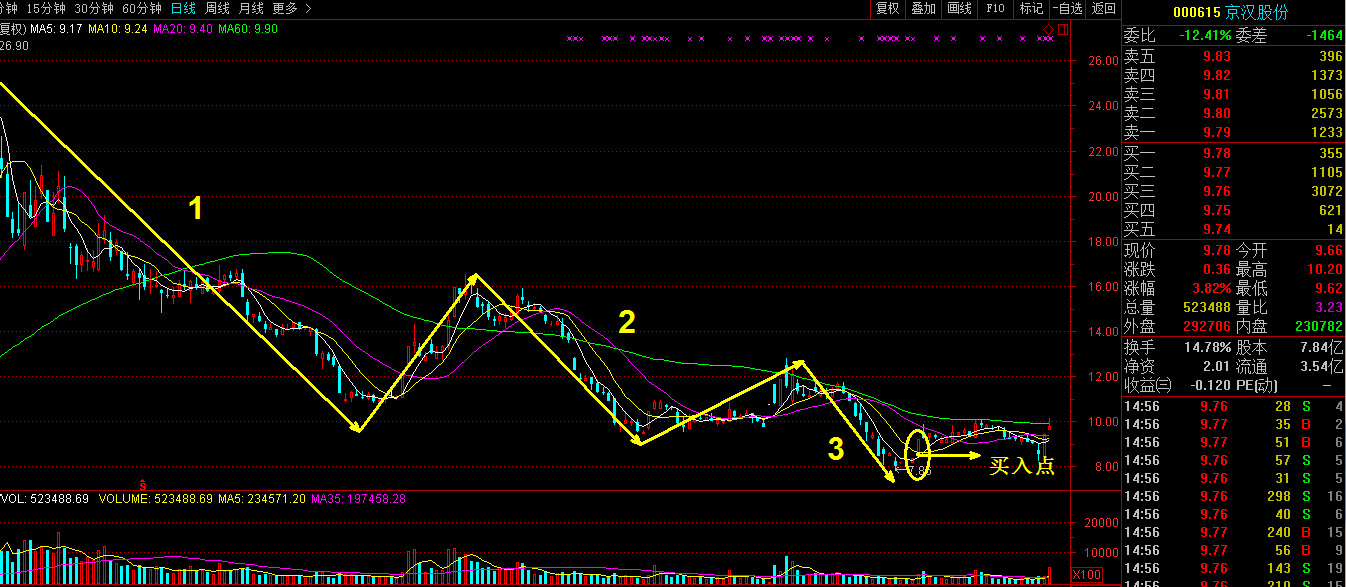 分钟 15分钟 30分钟 60分钟 日线 周线 月线 更多 >
复权 叠加 画线 F10 标记 -自选 返回
000615 京汉股份
复权) MA5: 9.17 MA10: 9.24 MA20: 9.40 MA60: 9.90
26.90
26.00
24.00
22.00
20.00
18.00
16.00
14.00
12.00
10.00
8.00
1
2
3
买入点
S
VOL: 523488.69 VOLUME: 523488.69 MA5: 234571.20 MA35: 197458.28
20000
10000
X100
委比 -12.41% 委差 -1464
卖五 9.83 396
卖四 9.82 1373
卖三 9.81 1056
卖二 9.80 2573
卖一 9.79 1233
买一 9.78 355
买二 9.77 1105
买三 9.76 3072
买四 9.75 621
买五 9.74 14
现价 9.78 今开 9.66
涨跌 0.36 最高 10.20
涨幅 3.82% 最低 9.62
总量 523488 量比 3.23
外盘 292706 内盘 230782
换手 14.78% 股本 7.84亿
净资 2.01 流通 3.54亿
收益㈢ -0.120 PE(动) –
14:56 9.76 28 S 4
14:56 9.77 35 B 2
14:56 9.77 51 B 6
14:56 9.76 57 S 5
14:56 9.76 31 S 5
14:56 9.76 298 S 16
14:56 9.76 40 S 6
14:56 9.77 240 B 15
14:56 9.77 56 B 9
14:56 9.76 143 S 19